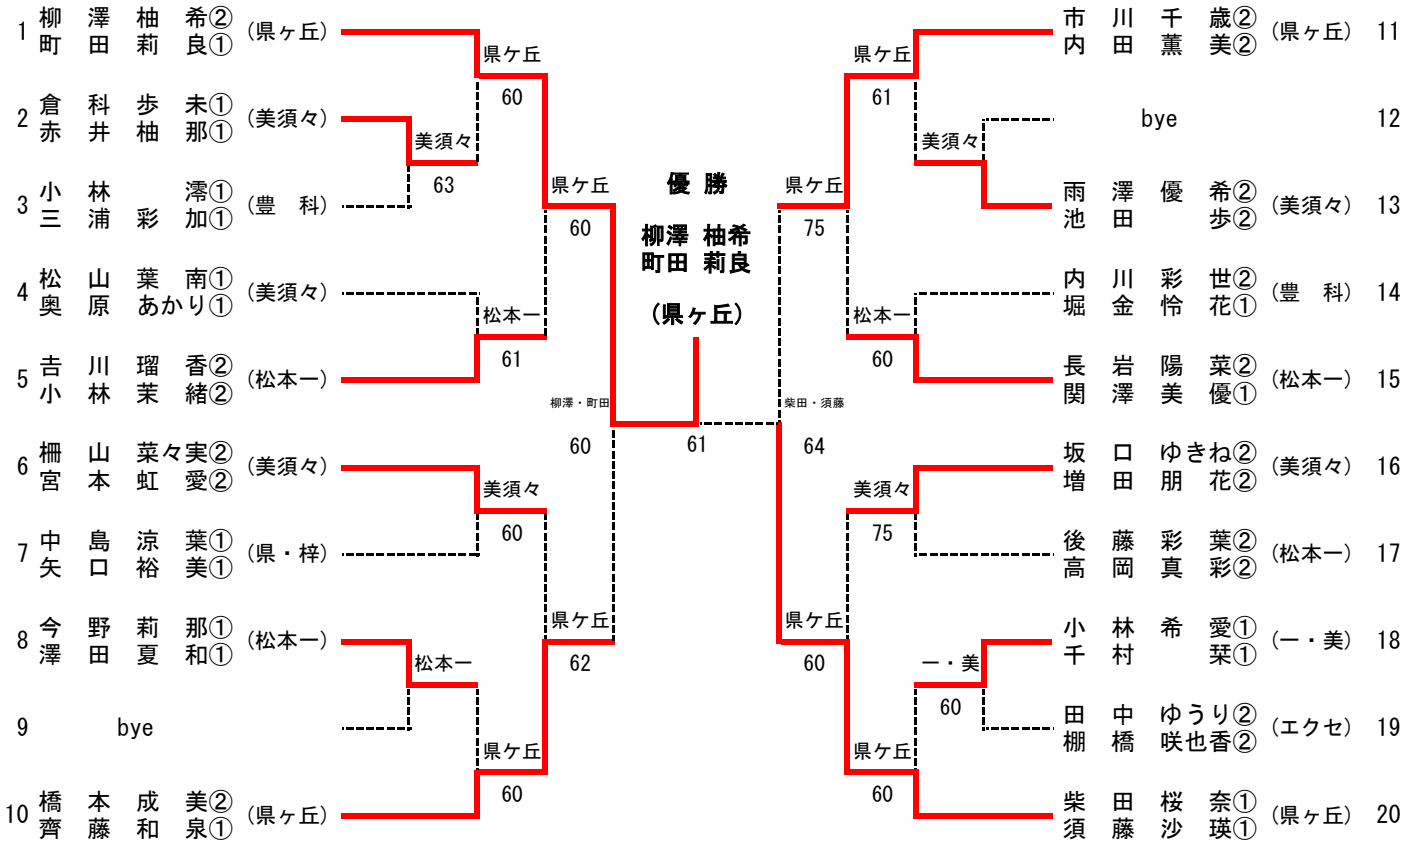 1 柳澤柚希② (県ヶ丘)
町田莉良①
2 倉科歩未① (美須々)
赤井柚那①
3 小林澪① (豊科)
三浦彩加①
4 松山葉南① (美須々)
奥原あかり①
5 𠮷川瑠香② (松本一)
小林茉緒②
6 柵山菜々実② (美須々)
宮本虹愛②
7 中島涼葉① (県・梓)
矢口裕美①
8 今野莉那① (松本一)
澤田夏和①
9 bye
10 橋本成美② (県ヶ丘)
齊藤和泉①
県ケ丘
60
美須々
63
県ケ丘
60
松本一
61
柳澤・町田
60
美須々
60
県ケ丘
62
松本一
県ケ丘
60
優勝
柳澤 柚希
町田 莉良
(県ヶ丘)
61
県ケ丘
61
美須々
県ケ丘
75
松本一
60
柴田・須藤
64
美須々
75
県ケ丘
60
一・美
60
県ケ丘
60
市川千歳② (県ヶ丘) 11
内田薫美②
bye 12
雨澤優希② (美須々) 13
池田歩②
内川彩世② (豊科) 14
堀金怜花①
長岩陽菜② (松本一) 15
関澤美優①
坂口ゆきね② (美須々) 16
増田朋花②
後藤彩葉② (松本一) 17
高岡真彩②
小林希愛① (一・美) 18
千村栞①
田中ゆうり② (エクセ) 19
棚橋咲也香②
柴田桜奈① (県ヶ丘) 20
須藤沙瑛①